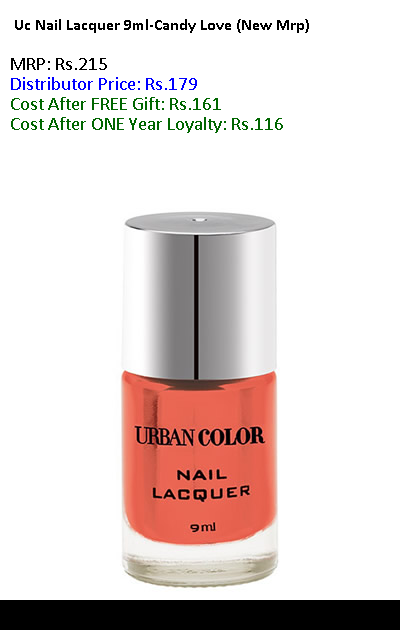 Uc Nail Lacquer 9ml-Candy Love (New Mrp)
MRP: Rs.215
Distributor Price: Rs.179
Cost After FREE Gift: Rs.161
Cost After ONE Year Loyalty: Rs.116
URBAN COLOR
NAIL
LACQUER
9ml